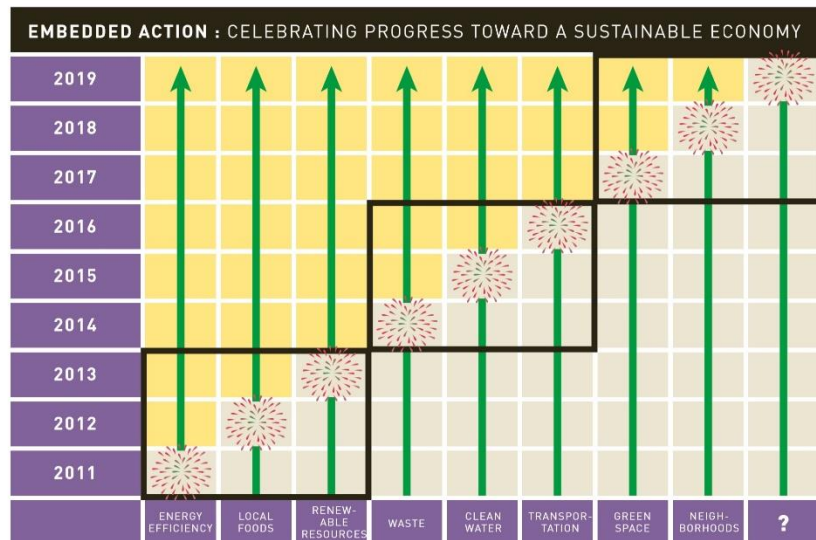 EMBEDDED ACTION : CELEBRATING PROGRESS TOWARD A SUSTAINABLE ECONOMY
2019
2018
2017
2016
2015
2014
2013
2012
2011
ENERGY
EFFICIENCY
LOCAL
FOODS
RENEW-
ABLE
RESOURCES
WASTE
CLEAN
WATER
TRANSPOR-
TATION
GREEN
SPACE
NEIGH-
BORHOODS
?